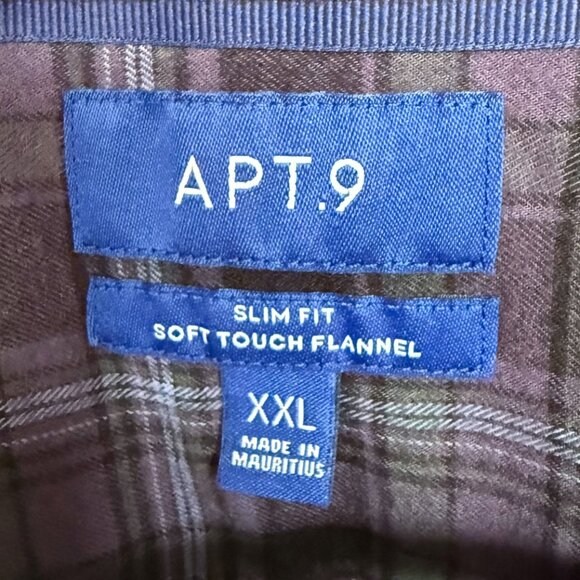 APT.9
SLIM FIT
SOFT TOUCH FLANNEL
XXL
MADE IN
MAURITIUS